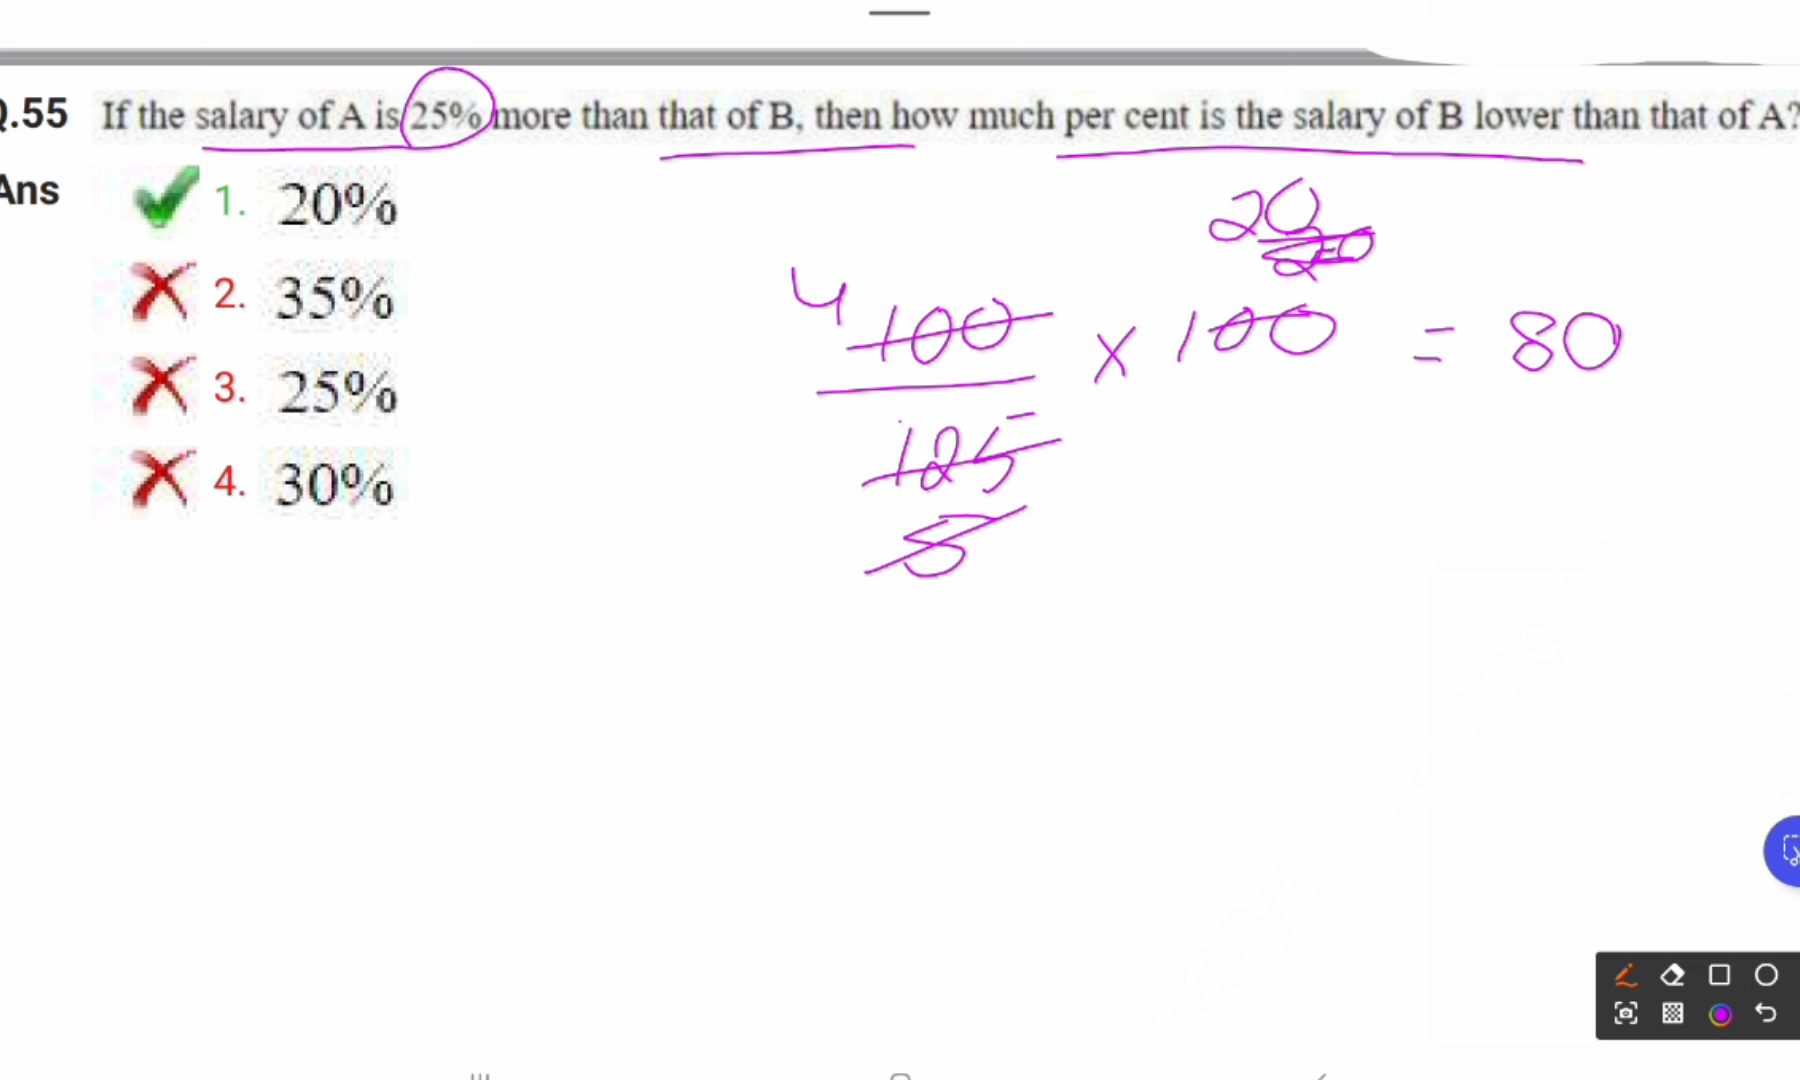 .55 If the salary of A is 25% more than that of B, then how much per cent is the salary of B lower than that of A?
Ans
1. 20%
2. 35%
3. 25%
4. 30%
20
20
4 100 × 100 = 80
125
5